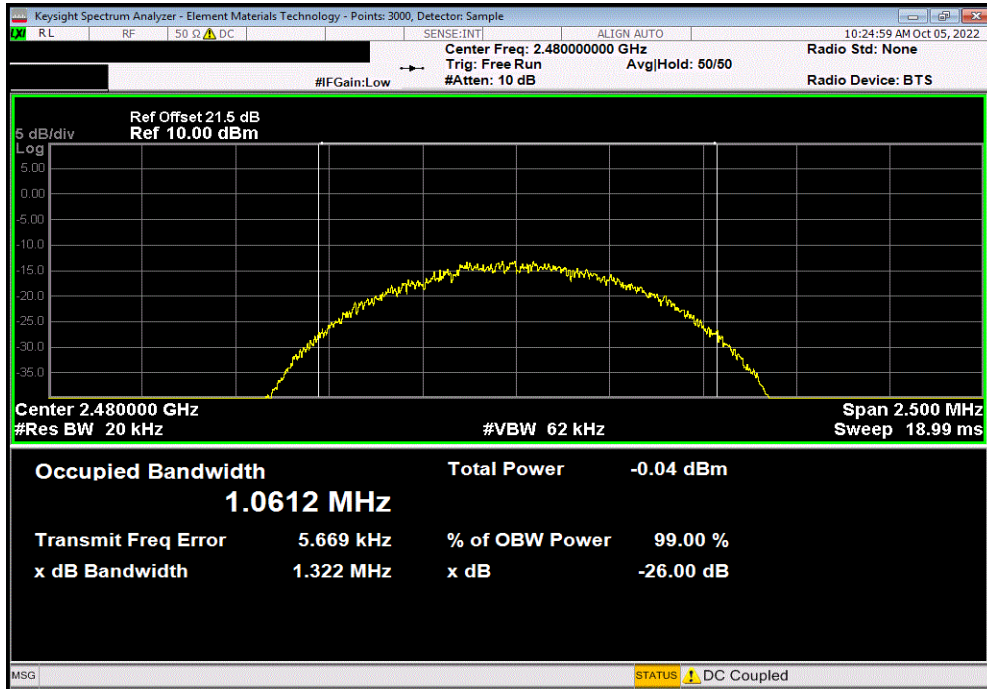 Keysight Spectrum Analyzer - Element Materials Technology - Points: 3000, Detector: Sample
LXI RL RF 50 Ω DC SENSE:INT ALIGN AUTO 10:24:59 AM Oct 05, 2022
Center Freq: 2.480000000 GHz Radio Std: None
Trig: Free Run Avg|Hold: 50/50
#IFGain:Low #Atten: 10 dB Radio Device: BTS
Ref Offset 21.5 dB
5 dB/div Ref 10.00 dBm
Log
5.00
0.00
-5.00
-10.0
-15.0
-20.0
-25.0
-30.0
-35.0
Center 2.480000 GHz Span 2.500 MHz
#Res BW 20 kHz #VBW 62 kHz Sweep 18.99 ms
Occupied Bandwidth Total Power -0.04 dBm
1.0612 MHz
Transmit Freq Error 5.669 kHz % of OBW Power 99.00 %
x dB Bandwidth 1.322 MHz x dB -26.00 dB
MSG STATUS DC Coupled